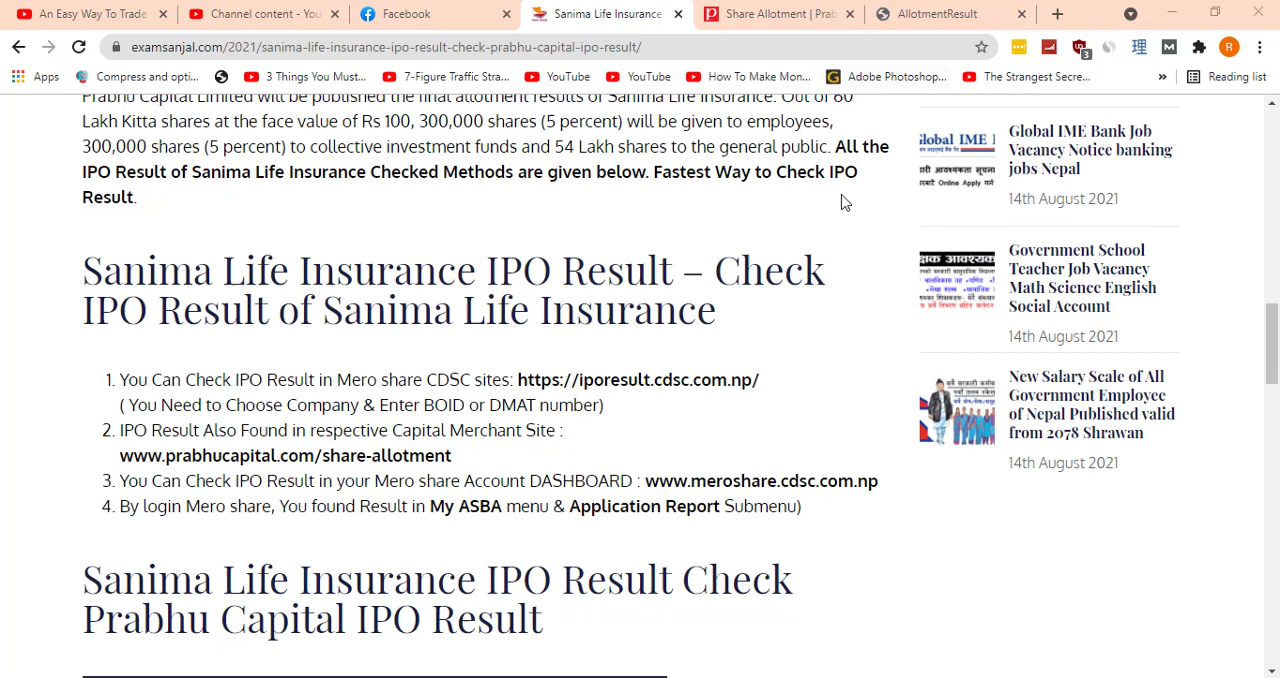 An Easy Way To Trade
Channel content - You
Facebook
Sanima Life Insurance
Share Allotment | Prab
AllotmentResult
examsanjal.com/2021/sanima-life-insurance-ipo-result-check-prabhu-capital-ipo-result/
3
理
M
R
Apps
Compress and opti...
3 Things You Must...
7-Figure Traffic Stra...
YouTube
YouTube
How To Make Mon...
Adobe Photoshop,...
The Strangest Secre...
»
Reading list
Prabhu Capital Limited will be published the final allotment results of Sanima Life Insurance. Out of 60
Lakh Kitta shares at the face value of Rs 100, 300,000 shares (5 percent) will be given to employees,
300,000 shares (5 percent) to collective investment funds and 54 Lakh shares to the general public. All the
IPO Result of Sanima Life Insurance Checked Methods are given below. Fastest Way to Check IPO
Result.
Sanima Life Insurance IPO Result – Check
IPO Result of Sanima Life Insurance
1. You Can Check IPO Result in Mero share CDSC sites: https://iporesult.cdsc.com.np/
( You Need to Choose Company & Enter BOID or DMAT number)
2. IPO Result Also Found in respective Capital Merchant Site :
www.prabhucapital.com/share-allotment
3. You Can Check IPO Result in your Mero share Account DASHBOARD : www.meroshare.cdsc.com.np
4. By login Mero share, You found Result in My ASBA menu & Application Report Submenu)
Sanima Life Insurance IPO Result Check
Prabhu Capital IPO Result
Global IME Bank Job
Vacancy Notice banking
jobs Nepal
14th August 2021
Government School
Teacher Job Vacancy
Math Science English
Social Account
14th August 2021
New Salary Scale of All
Government Employee
of Nepal Published valid
from 2078 Shrawan
14th August 2021